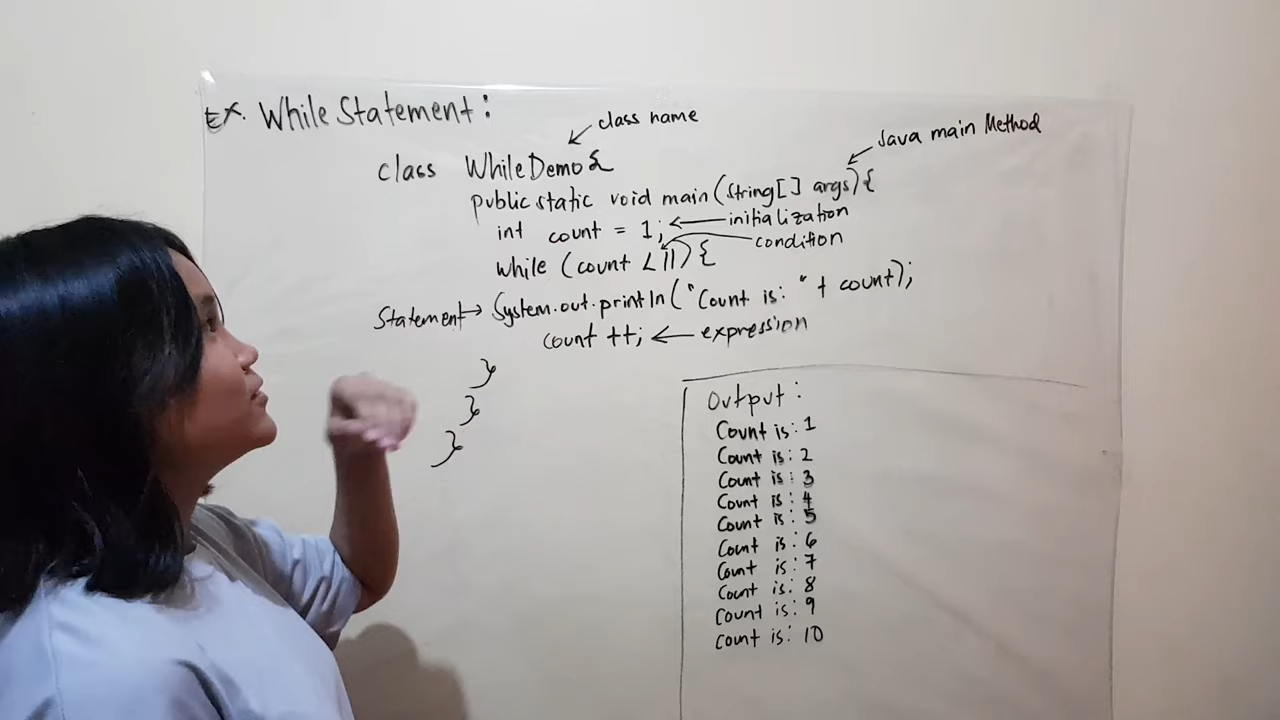 Ex. While Statement:
class name
class WhileDemo{
Java main Method
public static void main(String[] args){
int count = 1; ← initialization
condition
while (count < 11) {
Statement → System.out.println("Count is: " + count);
count ++; ← expression
}
}
}
Output:
Count is: 1
Count is: 2
Count is: 3
Count is: 4
Count is: 5
Count is: 6
Count is: 7
Count is: 8
Count is: 9
Count is: 10